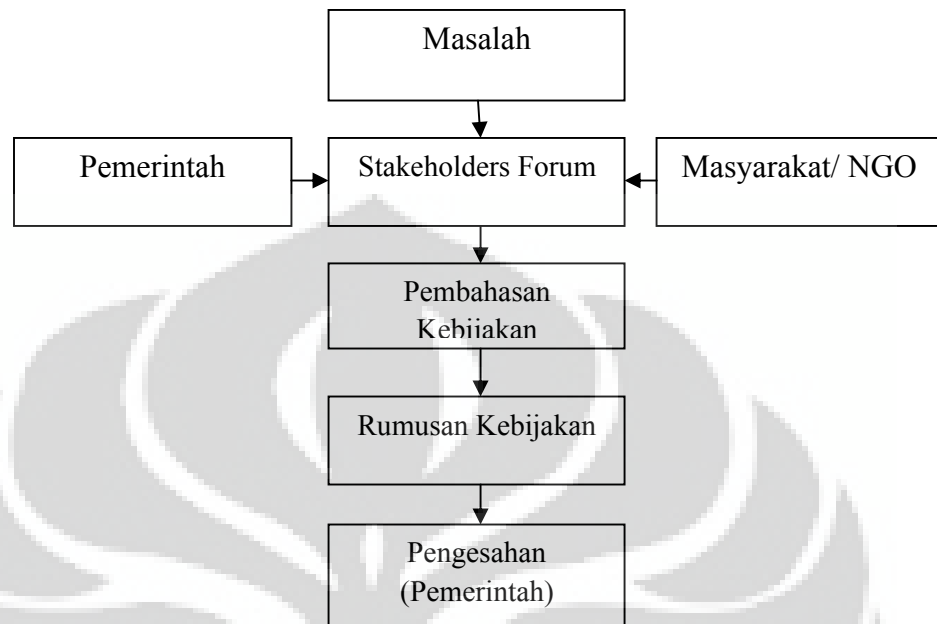 Masalah
Pemerintah
Stakeholders Forum
Masyarakat/ NGO
Pembahasan
Kebijakan
Rumusan Kebijakan
Pengesahan
(Pemerintah)